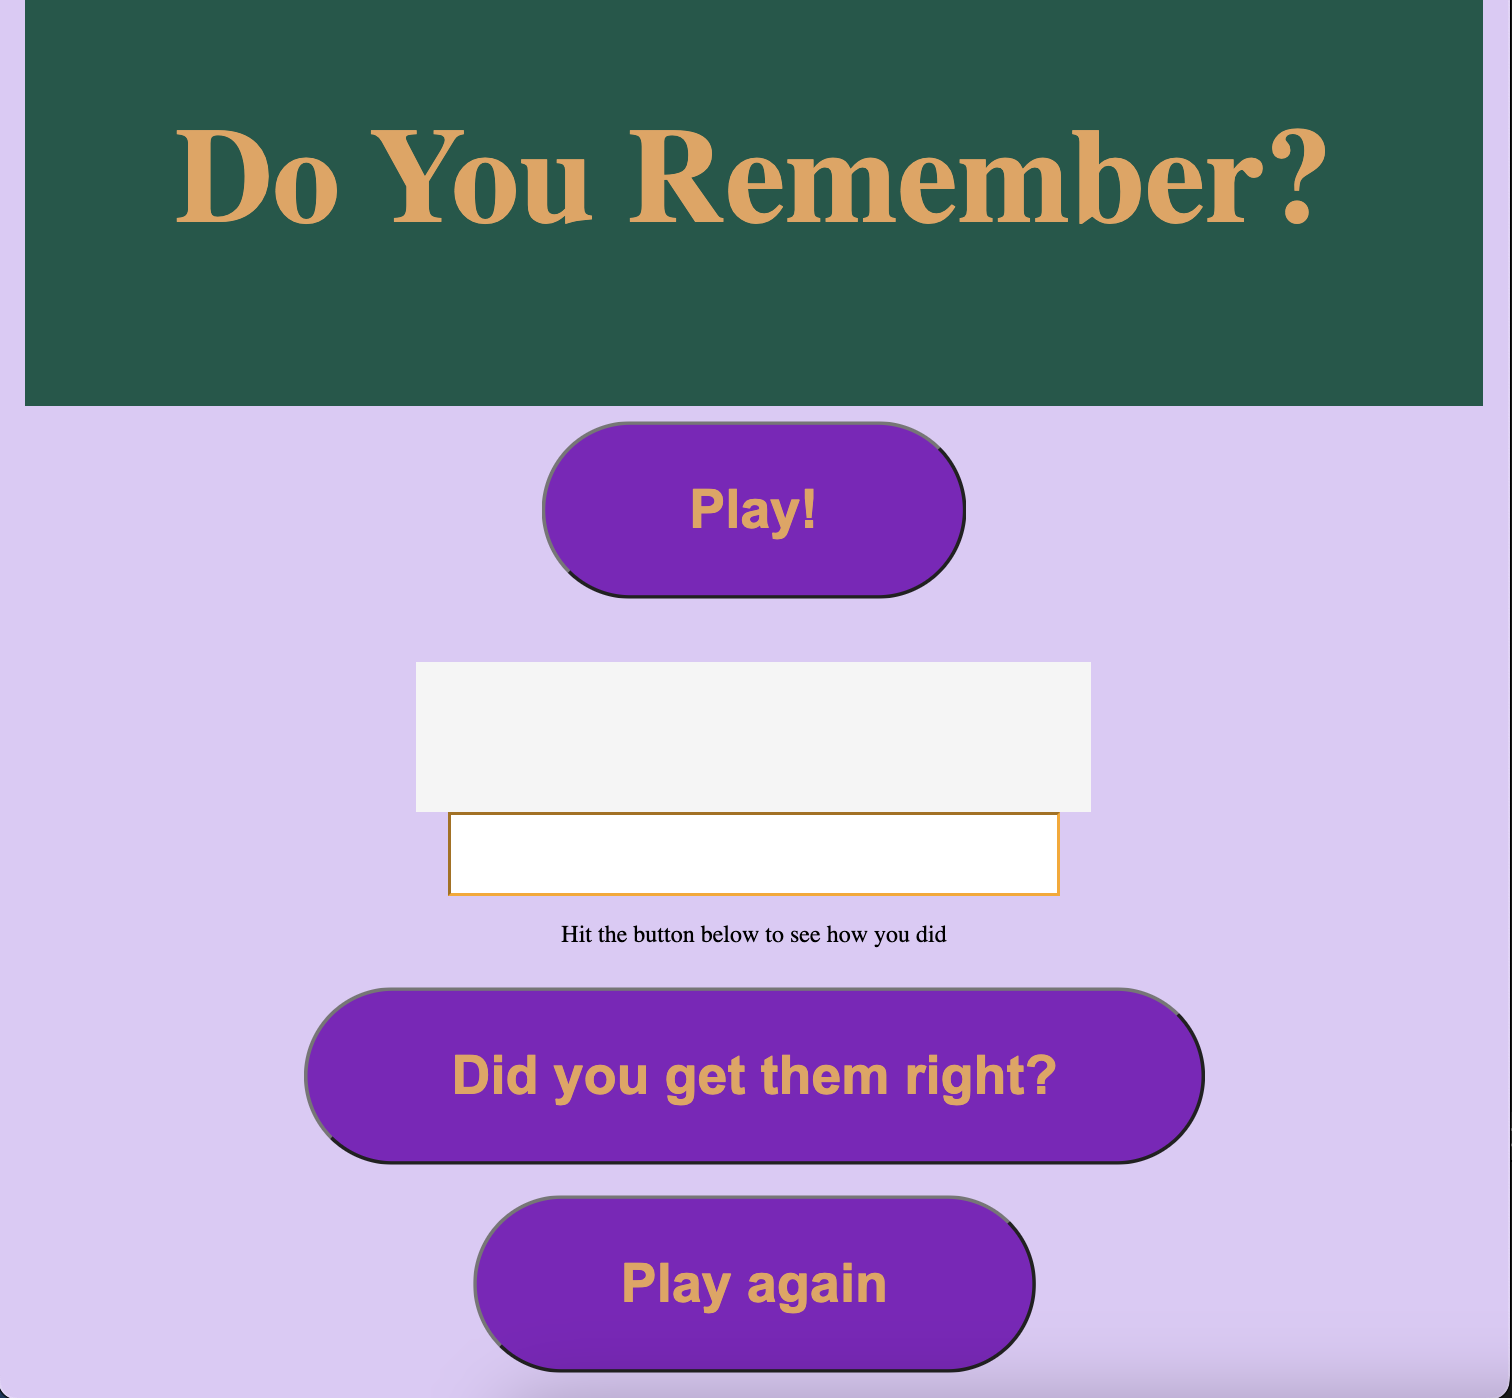 Do You Remember?
Play!
Hit the button below to see how you did
Did you get them right?
Play again